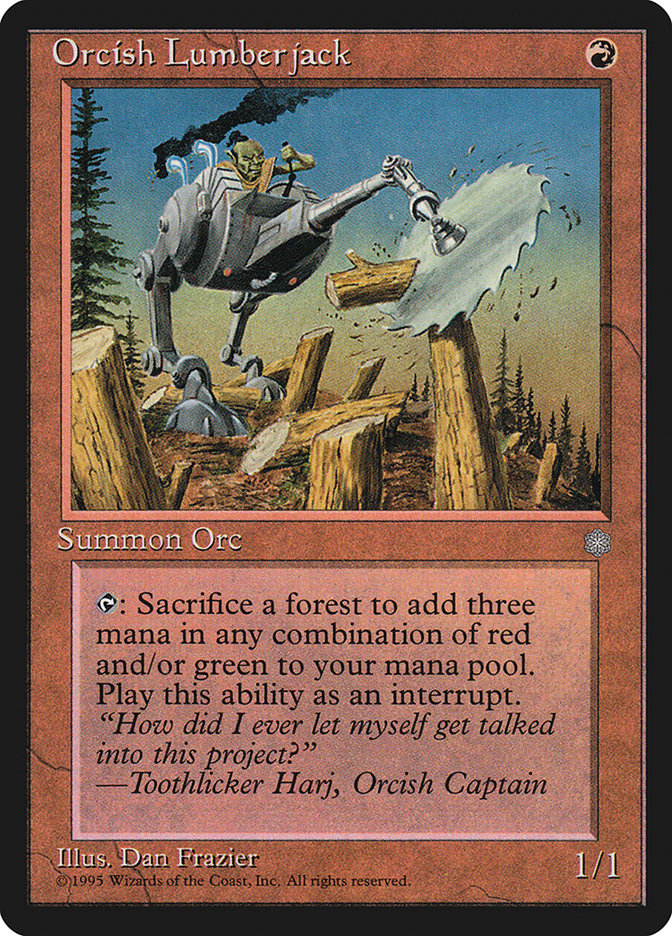 Orcish Lumberjack
Summon Orc
: Sacrifice a forest to add three
mana in any combination of red
and/or green to your mana pool.
Play this ability as an interrupt.
“How did I ever let myself get talked
into this project?”
—Toothlicker Harj, Orcish Captain
Illus. Dan Frazier
1/1
©1995 Wizards of the Coast, Inc. All rights reserved.